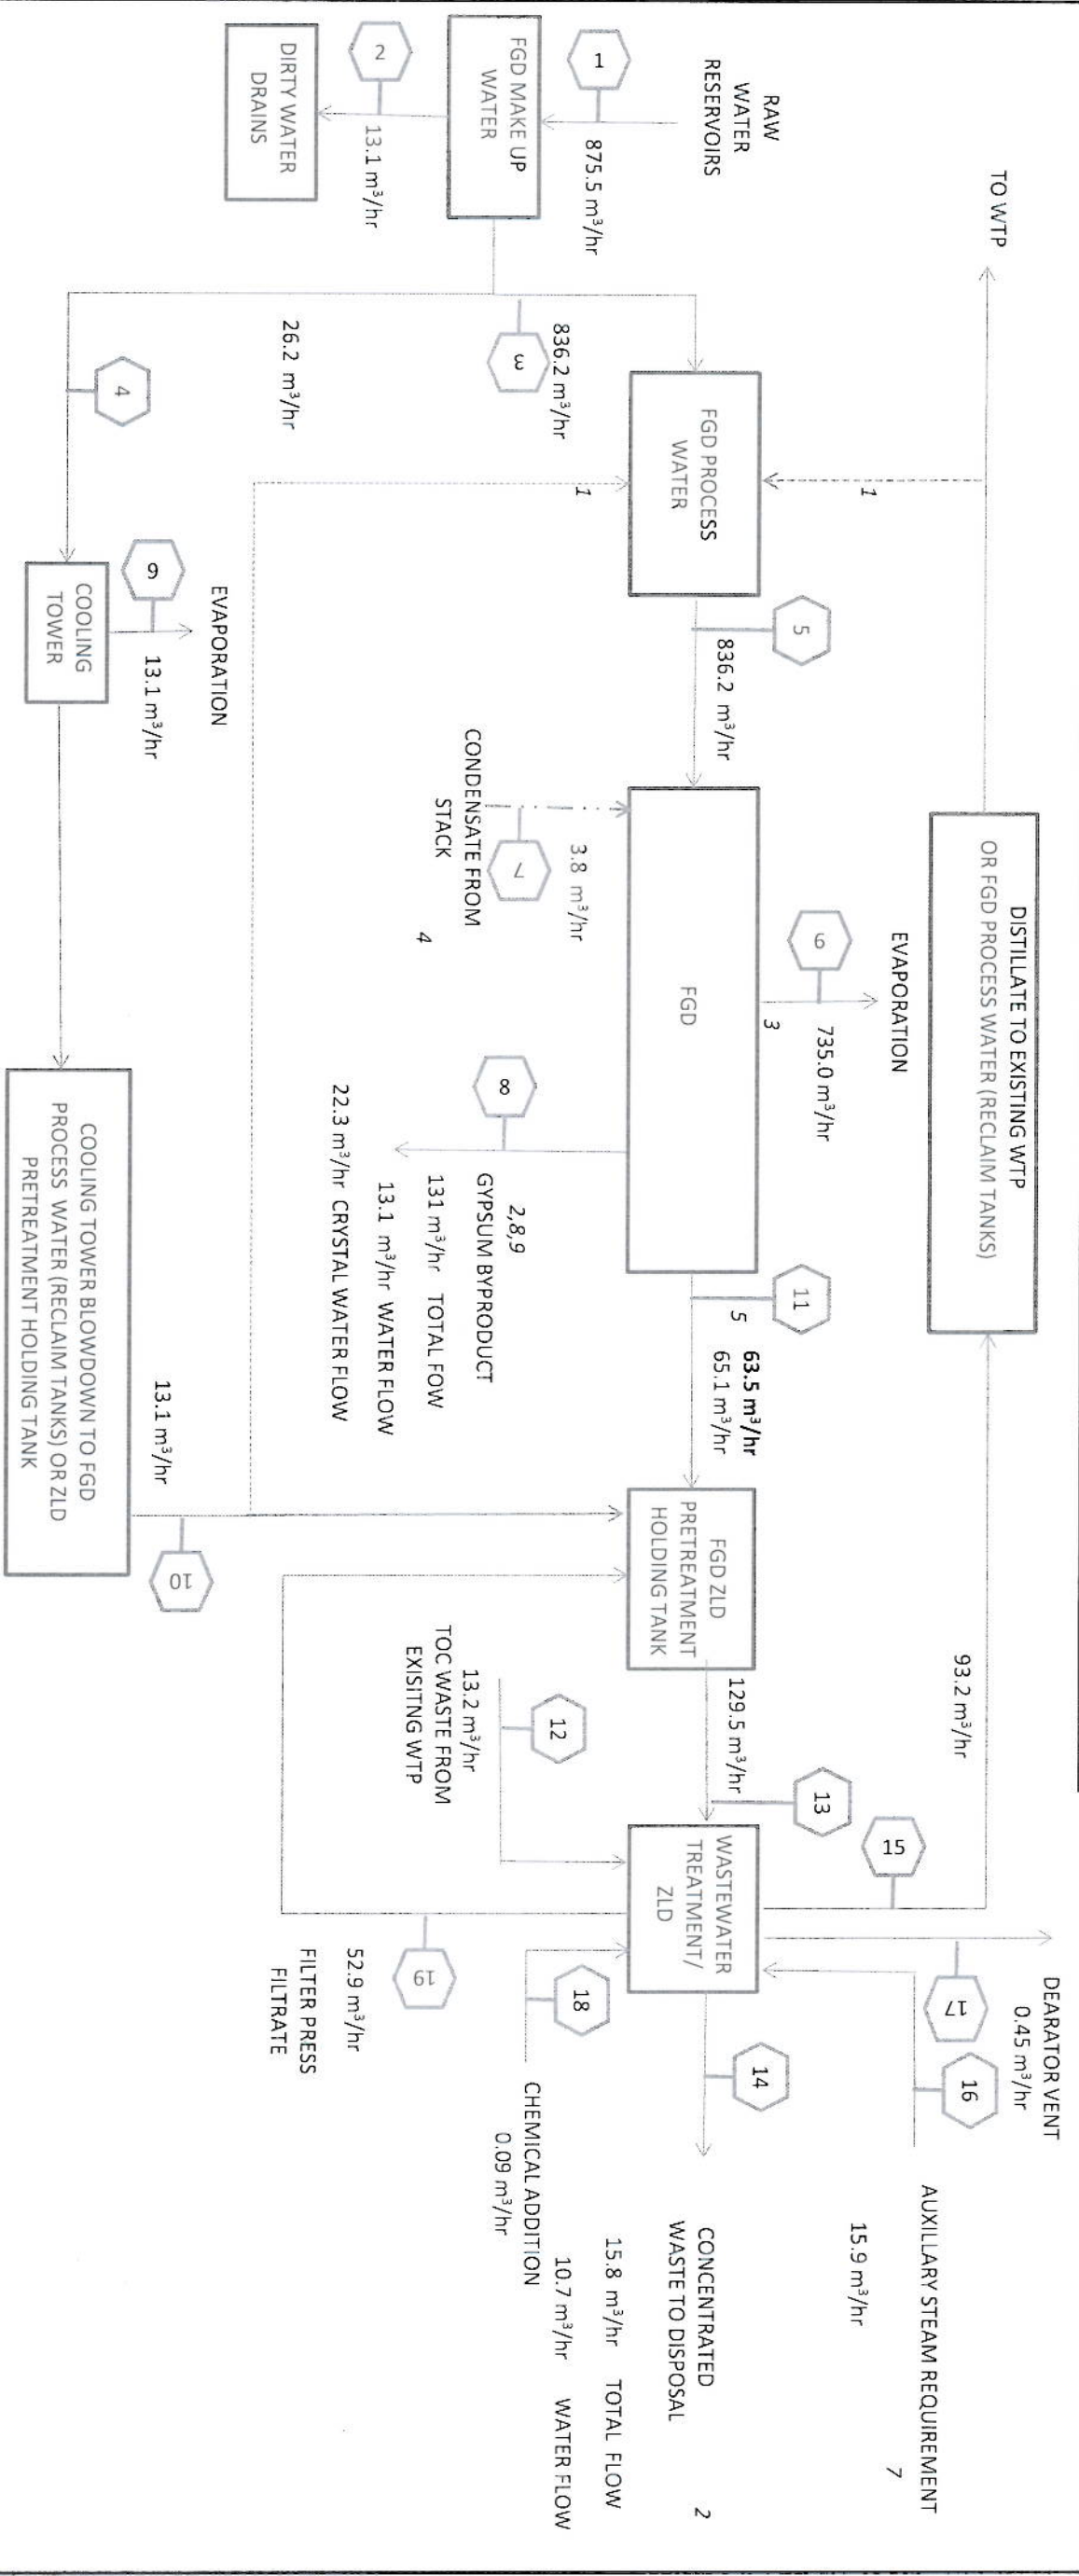 TO WTP
DISTILLATE TO EXISTING WTP
OR FGD PROCESS WATER (RECLAIM TANKS)
93.2 m³/hr
15
DEARATOR VENT
0.45 m³/hr
17
16
AUXILLARY STEAM REQUIREMENT
7
15.9 m³/hr
RAW
WATER
RESERVOIRS
1
875.5 m³/hr
FGD MAKE UP
WATER
2
13.1 m³/hr
DIRTY WATER
DRAINS
3
836.2 m³/hr
1
FGD PROCESS
WATER
1
5
836.2 m³/hr
EVAPORATION
6
735.0 m³/hr
3
FGD
7
3.8 m³/hr
CONDENSATE FROM
STACK
4
8
2,8,9
GYPSUM BYPRODUCT
131 m³/hr TOTAL FOW
13.1 m³/hr WATER FLOW
22.3 m³/hr CRYSTAL WATER FLOW
11
5
63.5 m³/hr
65.1 m³/hr
FGD ZLD
PRETREATMENT
HOLDING TANK
129.5 m³/hr
13
12
13.2 m³/hr
TOC WASTE FROM
EXISITNG WTP
WASTEWATER
TREATMENT/
ZLD
14
CONCENTRATED
WASTE TO DISPOSAL
2
15.8 m³/hr TOTAL FLOW
10.7 m³/hr WATER FLOW
18
CHEMICAL ADDITION
0.09 m³/hr
19
52.9 m³/hr
FILTER PRESS
FILTRATE
26.2 m³/hr
4
EVAPORATION
9
13.1 m³/hr
COOLING
TOWER
13.1 m³/hr
10
COOLING TOWER BLOWDOWN TO FGD
PROCESS WATER (RECLAIM TANKS) OR ZLD
PRETREATMENT HOLDING TANK